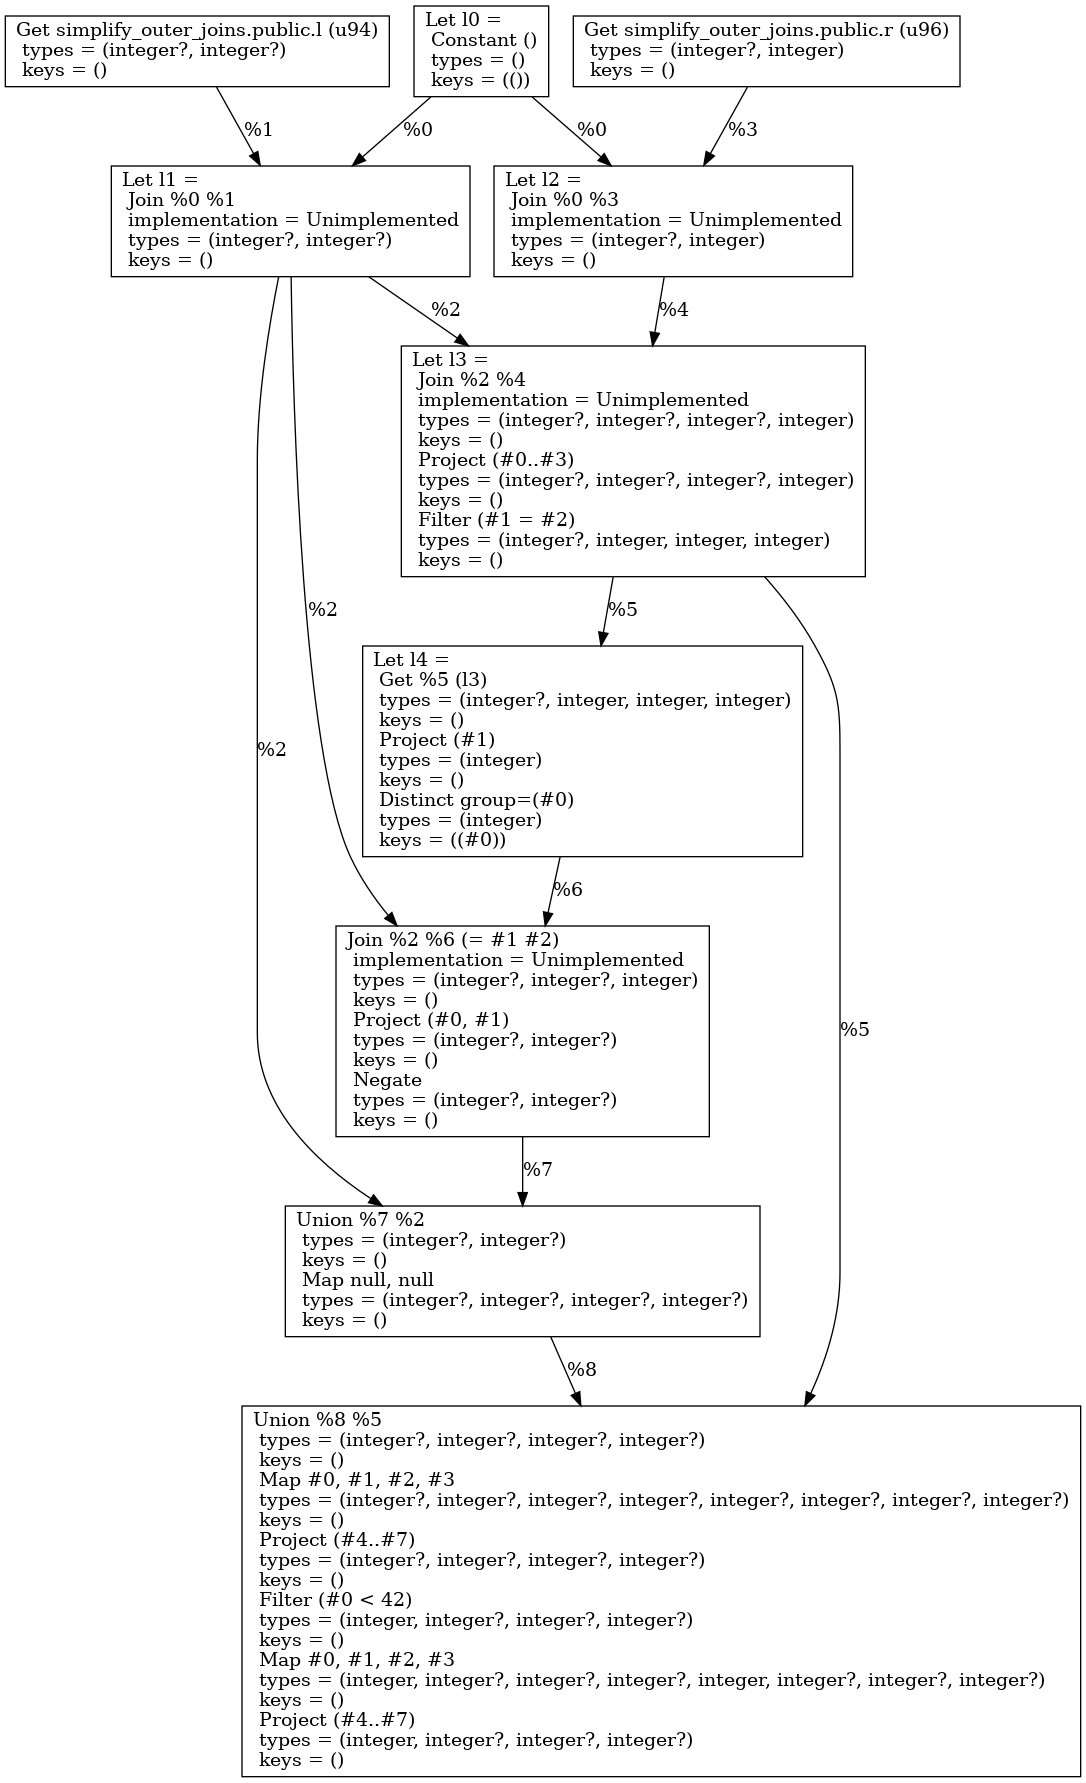 Get simplify_outer_joins.public.l (u94)
types = (integer?, integer?)
keys = ()
Let l0 =
Constant ()
types = ()
keys = (())
Get simplify_outer_joins.public.r (u96)
types = (integer?, integer)
keys = ()
%1
%0
%0
%3
Let l1 =
Join %0 %1
implementation = Unimplemented
types = (integer?, integer?)
keys = ()
Let l2 =
Join %0 %3
implementation = Unimplemented
types = (integer?, integer)
keys = ()
%2
%4
Let l3 =
Join %2 %4
implementation = Unimplemented
types = (integer?, integer?, integer?, integer)
keys = ()
Project (#0..#3)
types = (integer?, integer?, integer?, integer)
keys = ()
Filter (#1 = #2)
types = (integer?, integer, integer, integer)
keys = ()
%2
%5
Let l4 =
Get %5 (l3)
types = (integer?, integer, integer, integer)
keys = ()
Project (#1)
types = (integer)
keys = ()
Distinct group=(#0)
types = (integer)
keys = ((#0))
%2
%6
Join %2 %6 (= #1 #2)
implementation = Unimplemented
types = (integer?, integer?, integer)
keys = ()
Project (#0, #1)
types = (integer?, integer?)
keys = ()
Negate
types = (integer?, integer?)
keys = ()
%5
%7
Union %7 %2
types = (integer?, integer?)
keys = ()
Map null, null
types = (integer?, integer?, integer?, integer?)
keys = ()
%8
Union %8 %5
types = (integer?, integer?, integer?, integer?)
keys = ()
Map #0, #1, #2, #3
types = (integer?, integer?, integer?, integer?, integer?, integer?, integer?, integer?)
keys = ()
Project (#4..#7)
types = (integer?, integer?, integer?, integer?)
keys = ()
Filter (#0 < 42)
types = (integer, integer?, integer?, integer?)
keys = ()
Map #0, #1, #2, #3
types = (integer, integer?, integer?, integer?, integer, integer?, integer?, integer?)
keys = ()
Project (#4..#7)
types = (integer, integer?, integer?, integer?)
keys = ()